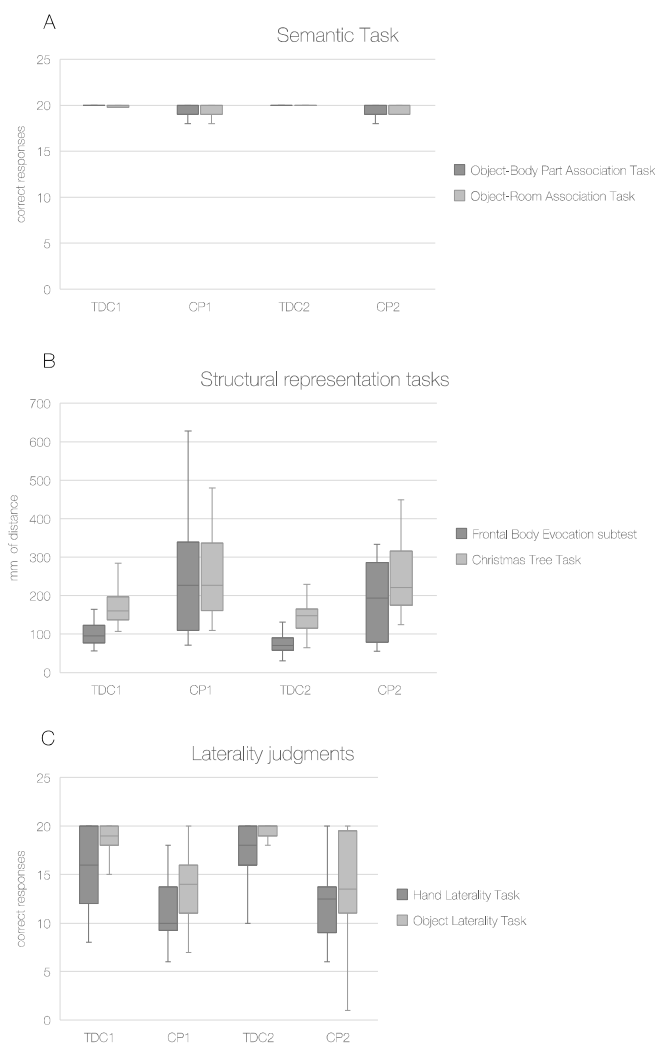 A
Semantic Task
25
20
15
10
5
0
correct responses
TDC1 CP1 TDC2 CP2
Object-Body Part Association Task
Object-Room Association Task
B
Structural representation tasks
700
600
500
400
300
200
100
0
mm of distance
TDC1 CP1 TDC2 CP2
Frontal Body Evocation subtest
Christmas Tree Task
C
Laterality judgments
25
20
15
10
5
0
correct responses
TDC1 CP1 TDC2 CP2
Hand Laterality Task
Object Laterality Task